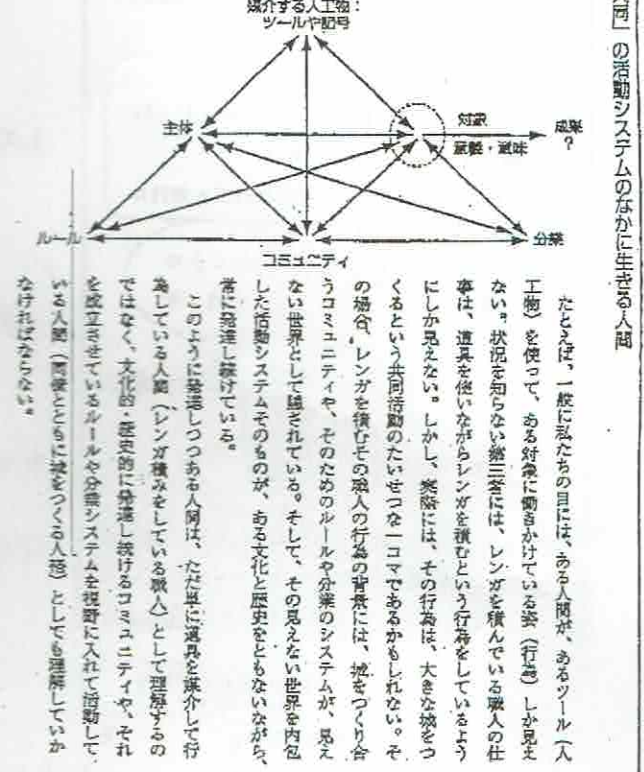 同」の活動システムのなかに生きる人間
媒介する人工物：
ツールや記号
主体
対象
意義・意味
成果
?
ルール
コミュニティ
分業
たとえば、一般に私たちの目には、ある人間が、あるツール（人
工物）を使って、ある対象に働きかけている姿（行為）しか見え
ない。状況を知らない第三者には、レンガを積んでいる職人の仕
事は、道具を使いながらレンガを積むという行為をしているよう
にしか見えない。しかし、実際には、その行為は、大きな城をつ
くるという共同活動のたいせつな一コマであるかもしれない。そ
の場合、レンガを積むその職人の行為の背景には、城をつくり合
うコミュニティや、そのためのルールや分業のシステムが、見え
ない世界として隠されている。そして、その見えない世界を内包
した活動システムそのものが、ある文化と歴史をともないながら、
常に発達し続けている。
このように発達しつつある人間は、ただ単に道具を媒介して行
為している人間（レンガ積みをしている職人）として理解するの
ではなく、文化的・歴史的に発達し続けるコミュニティや、それ
を成立させているルールや分業システムを視野に入れて活動して
いる人間（同僚とともに城をつくる人格）としても理解していか
なければならない。